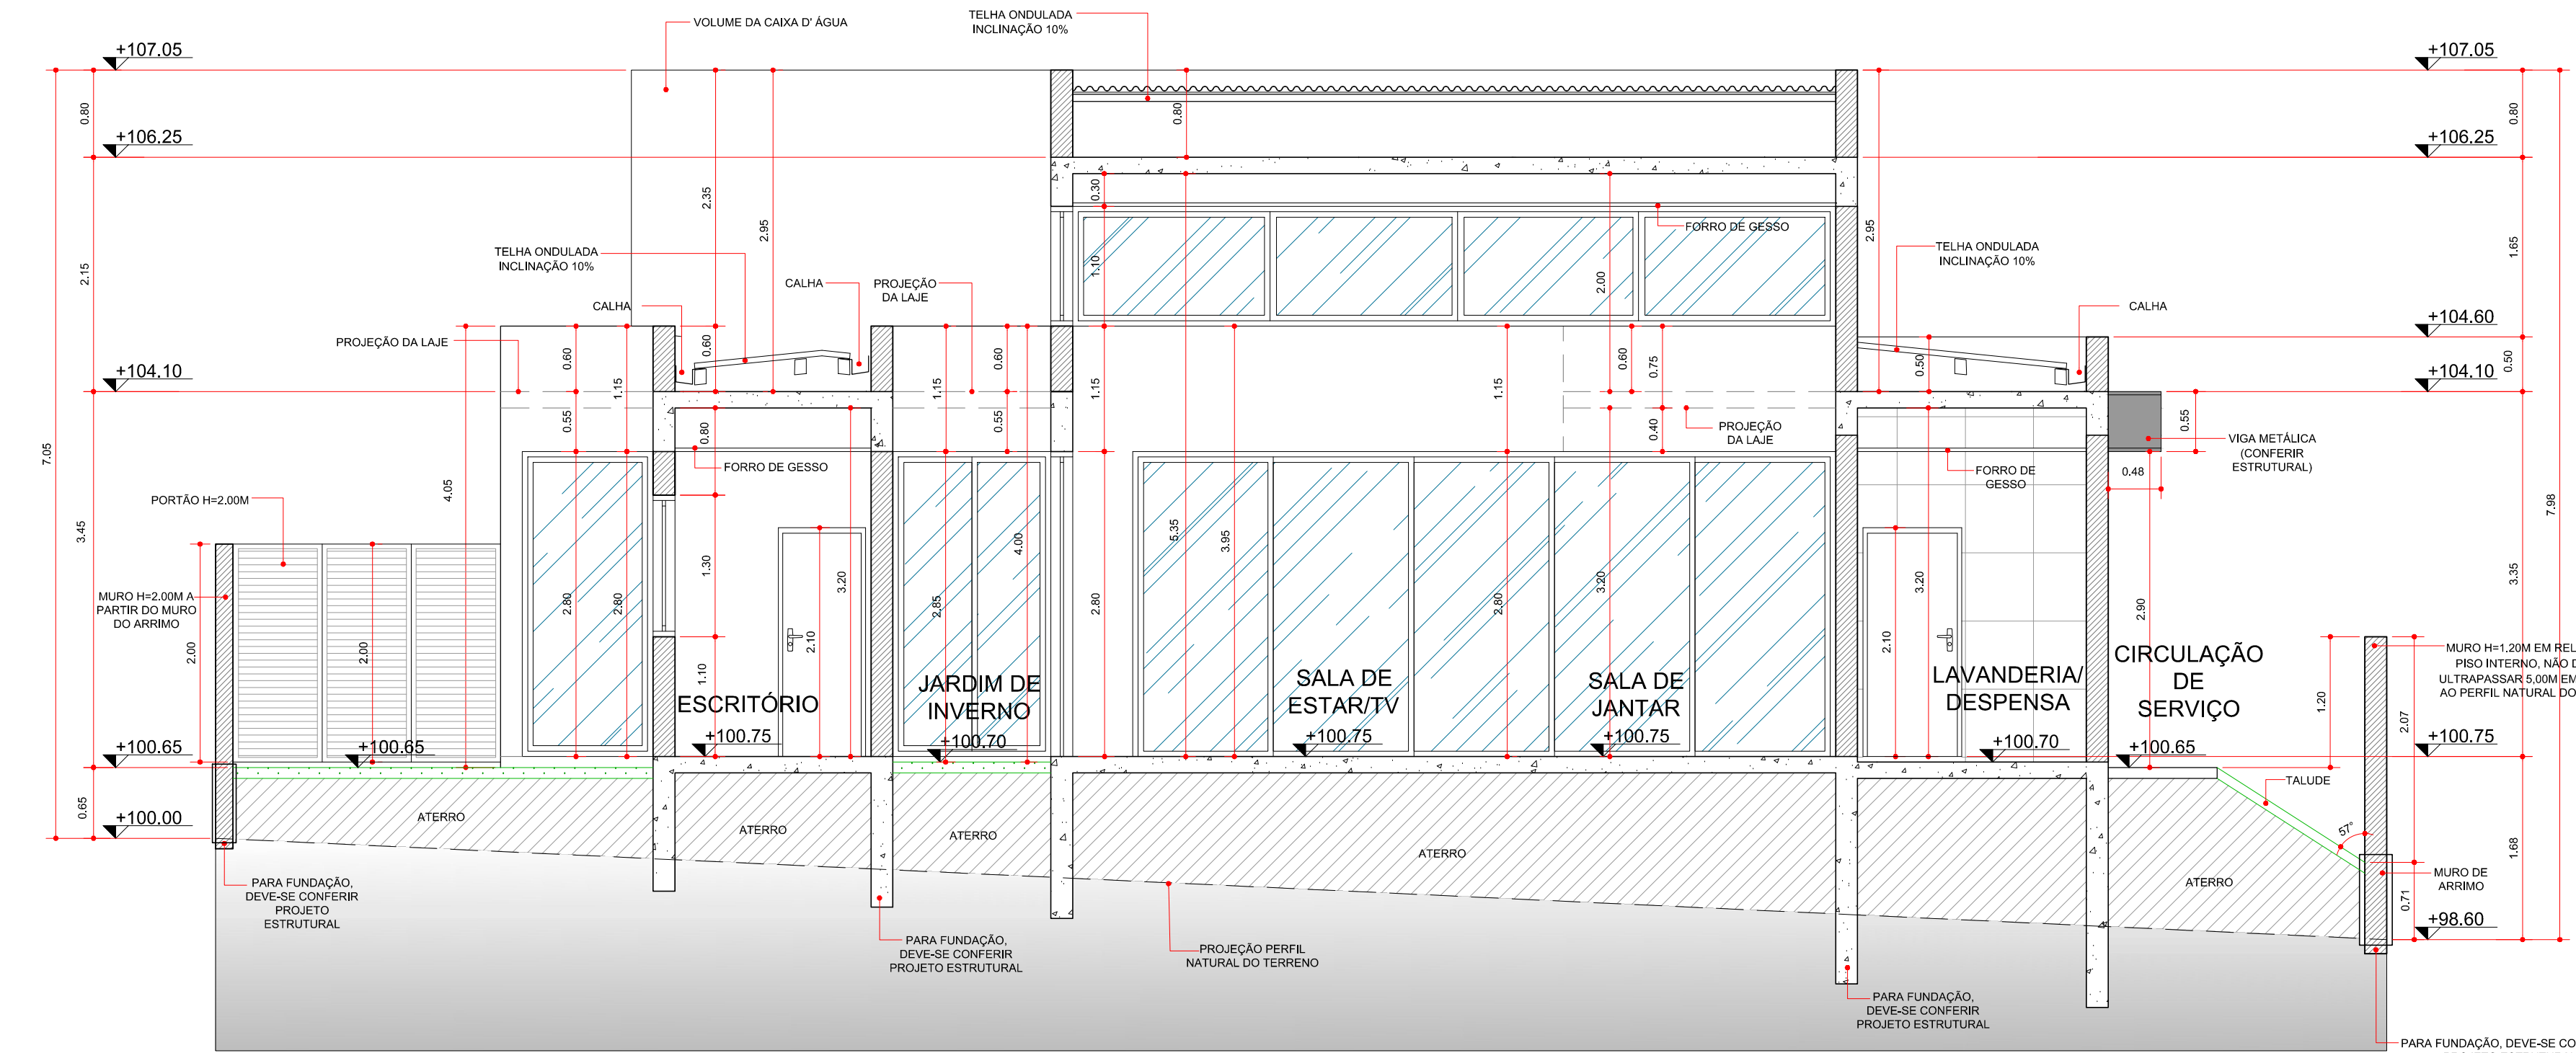 VOLUME DA CAIXA D' ÁGUA
TELHA ONDULADA
INCLINAÇÃO 10%
+107.05
+107.05
0.80
2.35
2.95
0.80
2.95
0.80
+106.25
+106.25
0.30
FORRO DE GESSO
TELHA ONDULADA
INCLINAÇÃO 10%
2.15
1.10
2.00
1.65
TELHA ONDULADA
INCLINAÇÃO 10%
CALHA
CALHA
PROJEÇÃO
DA LAJE
CALHA
PROJEÇÃO DA LAJE
+104.60
0.60
1.15
0.60
1.15
0.60
1.15
1.15
0.60
0.75
0.50
0.50
+104.10
+104.10
0.55
0.80
0.55
0.40
0.55
PROJEÇÃO
DA LAJE
VIGA METÁLICA
(CONFERIR
ESTRUTURAL)
FORRO DE GESSO
FORRO DE
GESSO
0.48
7.05
4.05
7.98
PORTÃO H=2.00M
3.45
1.30
4.00
5.35
3.95
3.20
3.20
3.35
MURO H=2.00M A
PARTIR DO MURO
DO ARRIMO
2.80
2.80
3.20
2.85
2.80
2.80
2.90
2.00
2.00
1.10
2.10
2.10
ESCRITÓRIO
JARDIM DE
INVERNO
SALA DE
ESTAR/TV
SALA DE
JANTAR
LAVANDERIA/
DESPENSA
CIRCULAÇÃO
DE
SERVIÇO
MURO H=1,20M EM REL
PISO INTERNO, NÃO D
ULTRAPASSAR 5,00M EM
AO PERFIL NATURAL DO
1.20
2.07
+100.65
+100.65
+100.75
+100.70
+100.75
+100.75
+100.70
+100.65
+100.75
TALUDE
0.65
+100.00
57°
1.68
ATERRO
ATERRO
ATERRO
ATERRO
ATERRO
MURO DE
ARRIMO
0.71
+98.60
PARA FUNDAÇÃO,
DEVE-SE CONFERIR
PROJETO
ESTRUTURAL
PARA FUNDAÇÃO,
DEVE-SE CONFERIR
PROJETO ESTRUTURAL
PROJEÇÃO PERFIL
NATURAL DO TERRENO
PARA FUNDAÇÃO,
DEVE-SE CONFERIR
PROJETO ESTRUTURAL
PARA FUNDAÇÃO, DEVE-SE CO